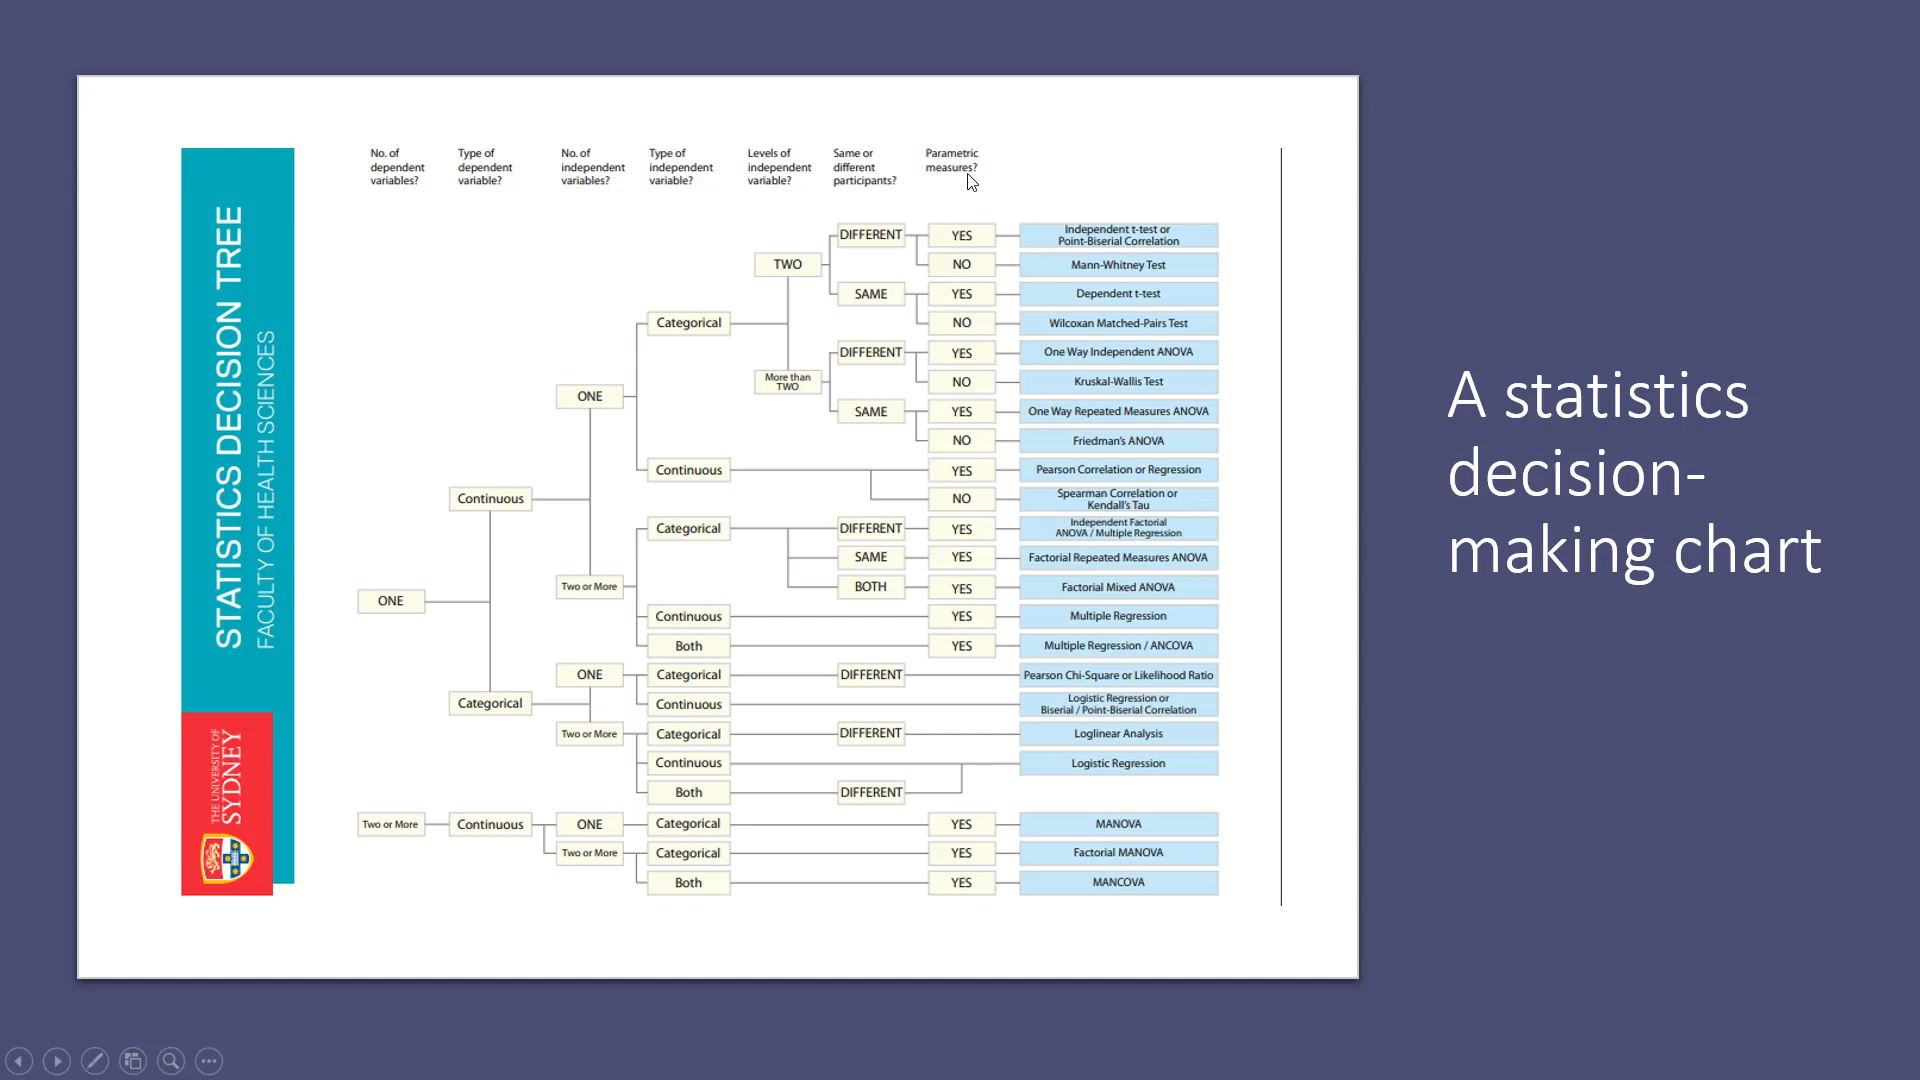 No. of
dependent
variables?
Type of
dependent
variable?
No. of
independent
variables?
Type of
independent
variable?
Levels of
independent
variable?
Same or
different
participants?
Parametric
measures?
STATISTICS DECISION TREE
FACULTY OF HEALTH SCIENCES
THE UNIVERSITY OF
SYDNEY
DIFFERENT
YES
Independent t-test or
Point-Biserial Correlation
TWO
NO
Mann-Whitney Test
SAME
YES
Dependent t-test
Categorical
NO
Wilcoxan Matched-Pairs Test
DIFFERENT
YES
One Way Independent ANOVA
More than
TWO
NO
Kruskal-Wallis Test
ONE
SAME
YES
One Way Repeated Measures ANOVA
NO
Friedman's ANOVA
Continuous
YES
Pearson Correlation or Regression
Continuous
NO
Spearman Correlation or
Kendall's Tau
Categorical
DIFFERENT
YES
Independent Factorial
ANOVA / Multiple Regression
SAME
YES
Factorial Repeated Measures ANOVA
Two or More
BOTH
YES
Factorial Mixed ANOVA
ONE
Continuous
YES
Multiple Regression
Both
YES
Multiple Regression / ANCOVA
ONE
Categorical
DIFFERENT
Pearson Chi-Square or Likelihood Ratio
Categorical
Continuous
Logistic Regression or
Biserial / Point-Biserial Correlation
Two or More
Categorical
DIFFERENT
Loglinear Analysis
Continuous
Logistic Regression
Both
DIFFERENT
Two or More
Continuous
ONE
Categorical
YES
MANOVA
Two or More
Categorical
YES
Factorial MANOVA
Both
YES
MANCOVA
A statistics
decision-
making chart